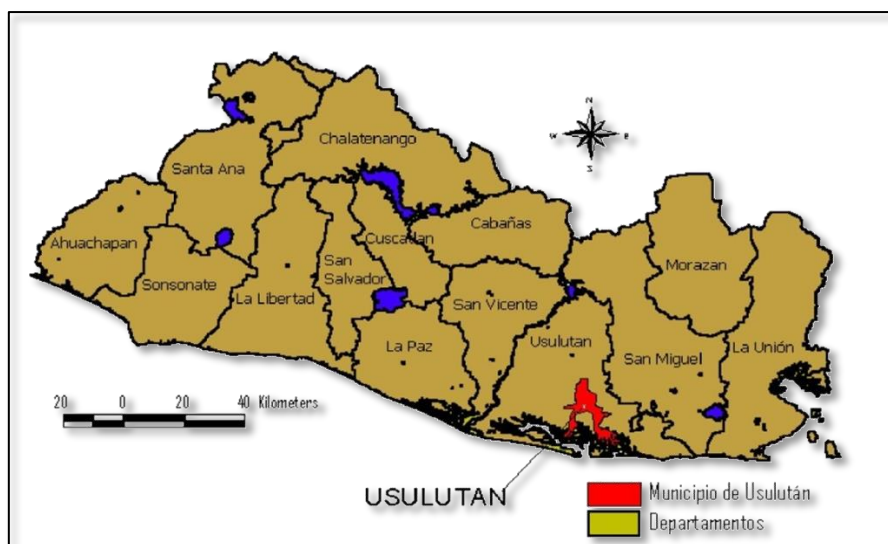 N
W
E
S
Chalatenango
Santa Ana
Cabañas
Cuscatlan
Ahuachapan
Morazan
San
Salvador
Sonsonate
La Libertad
San Vicente
Usulutan
La Paz
San Miguel
La Unión
20 0 20 40 Kilometers
USULUTAN
Municipio de Usulután
Departamentos